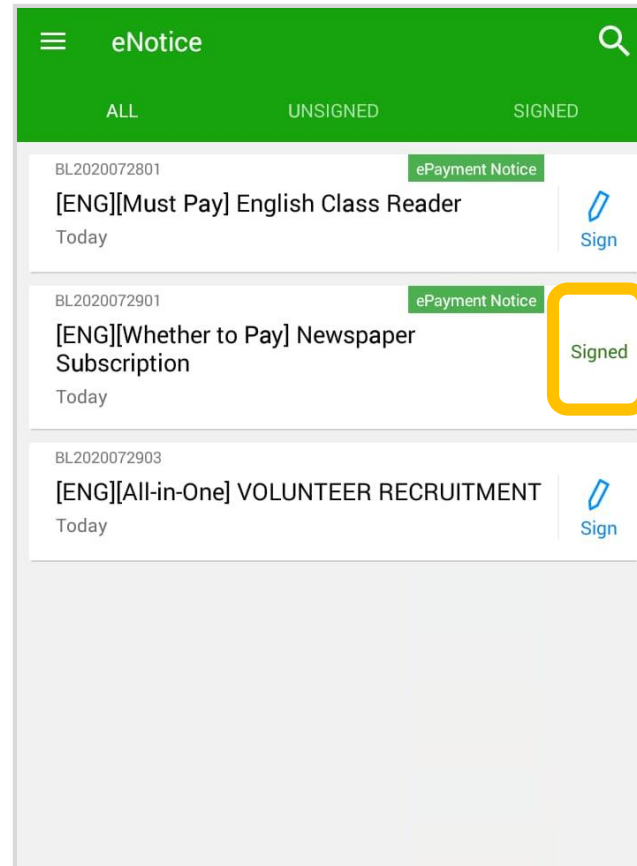 eNotice
ALL UNSIGNED SIGNED
BL2020072801 ePayment Notice
[ENG][Must Pay] English Class Reader
Today
Sign
BL2020072901 ePayment Notice
[ENG][Whether to Pay] Newspaper
Subscription
Signed
Today
BL2020072903
[ENG][All-in-One] VOLUNTEER RECRUITMENT
Today
Sign